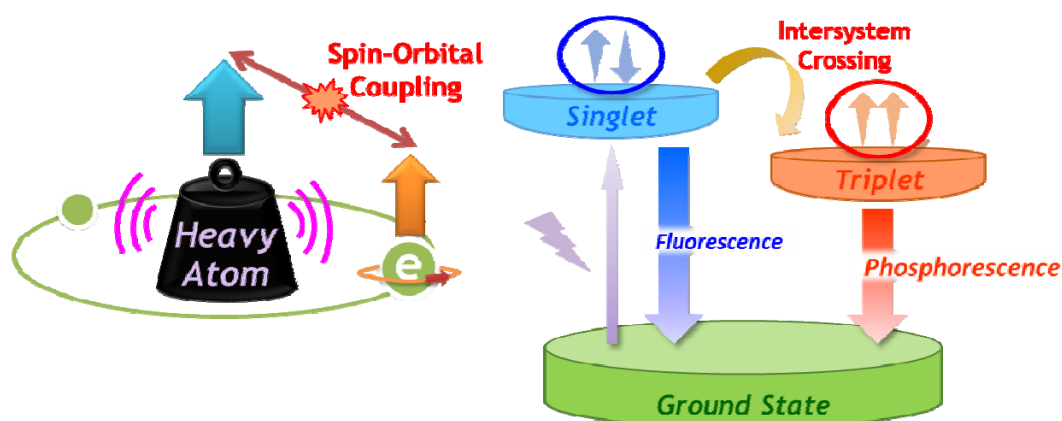 Spin-Orbital
Coupling
Heavy
Atom
e
Intersystem
Crossing
Singlet
Triplet
Fluorescence
Phosphorescence
Ground State